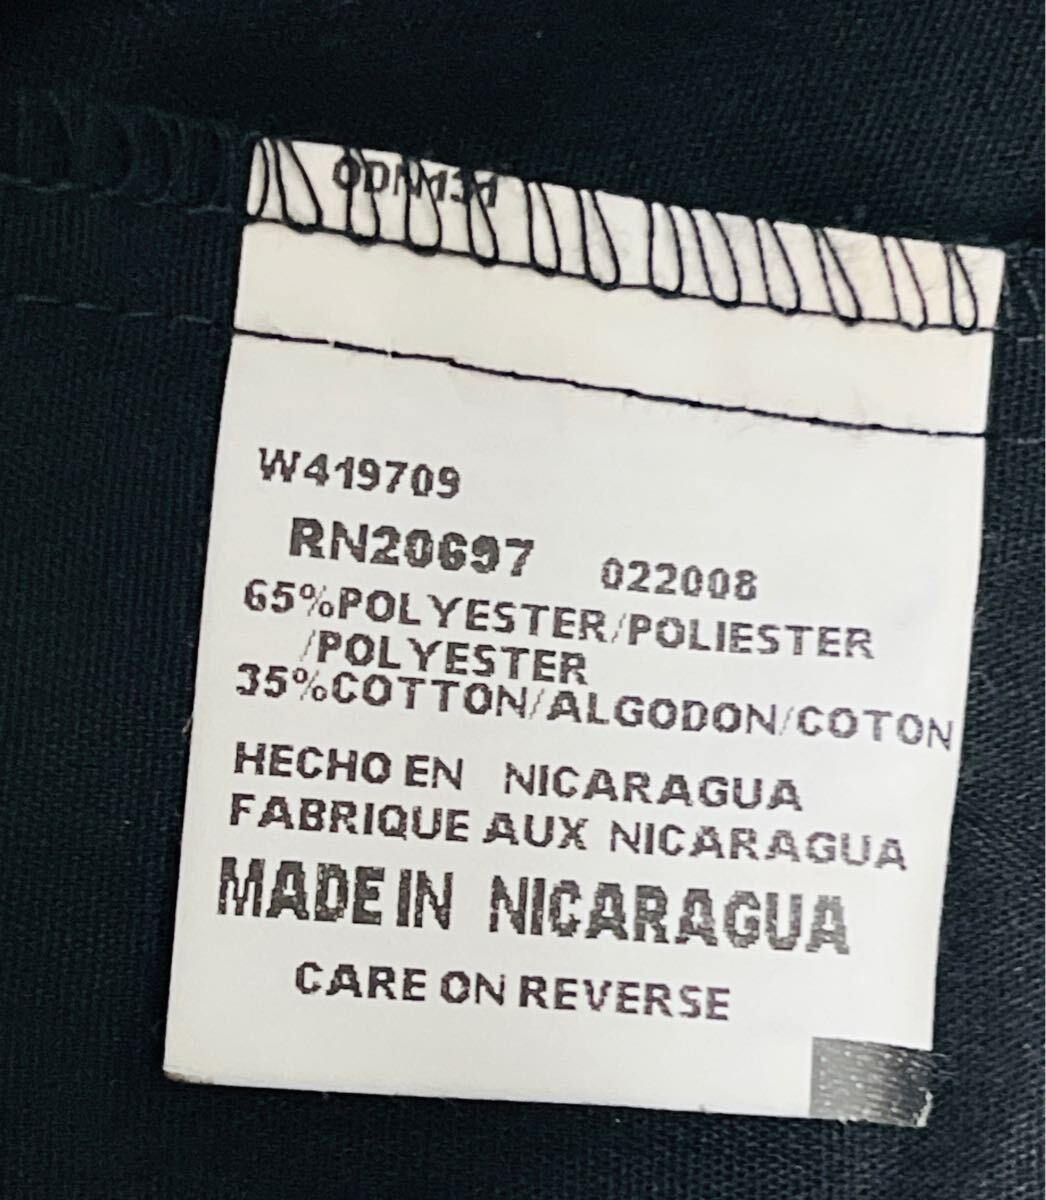 W419709
RN20697 022008
65%POLYESTER/POLIESTER
/POLYESTER
35%COTTON/ALGODON/COTON
HECHO EN NICARAGUA
FABRIQUE AUX NICARAGUA
MADE IN NICARAGUA
CARE ON REVERSE